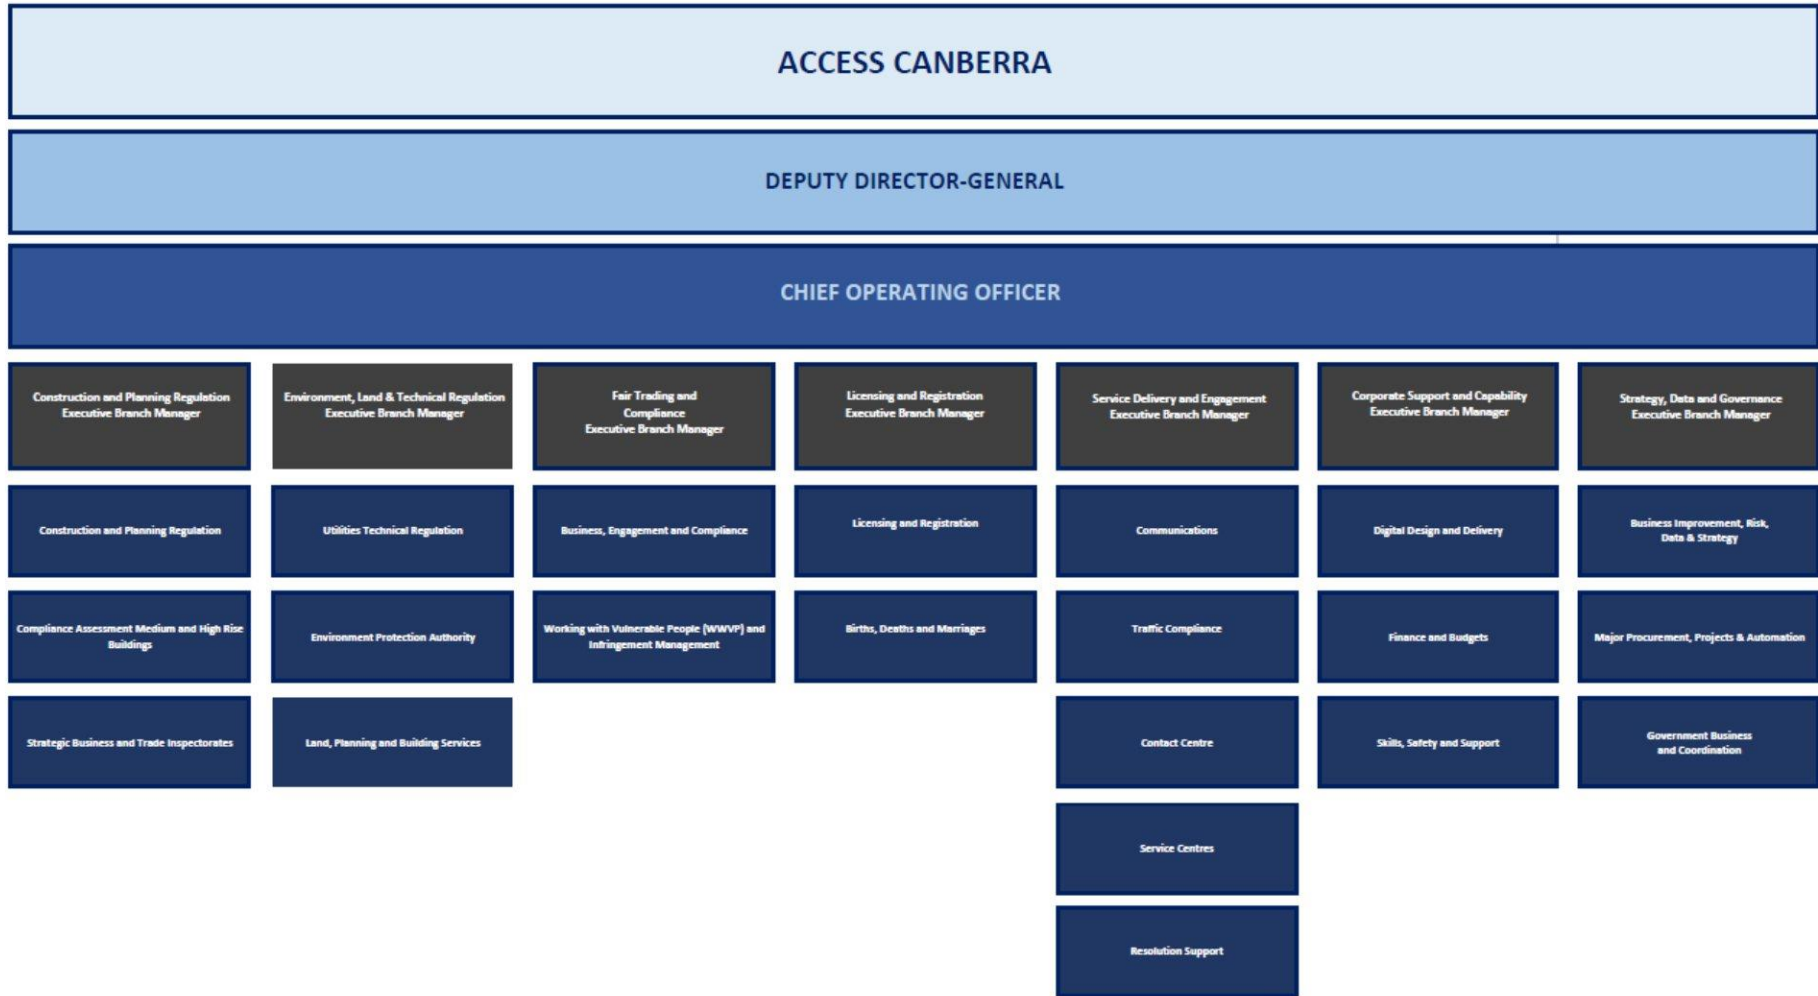 ACCESS CANBERRA
DEPUTY DIRECTOR-GENERAL
CHIEF OPERATING OFFICER
Construction and Planning Regulation
Executive Branch Manager
Environment, Land & Technical Regulation
Executive Branch Manager
Fair Trading and
Compliance
Executive Branch Manager
Licensing and Registration
Executive Branch Manager
Service Delivery and Engagement
Executive Branch Manager
Corporate Support and Capability
Executive Branch Manager
Strategy, Data and Governance
Executive Branch Manager
Construction and Planning Regulation
Utilities Technical Regulation
Business, Engagement and Compliance
Licensing and Registration
Communications
Digital Design and Delivery
Business Improvement, Risk,
Data & Strategy
Compliance Assessment Medium and High Rise
Buildings
Environment Protection Authority
Working with Vulnerable People (WWVP) and
Infringement Management
Births, Deaths and Marriages
Traffic Compliance
Finance and Budgets
Major Procurement, Projects & Automation
Strategic Business and Trade Inspectorates
Land, Planning and Building Services
Contact Centre
Skills, Safety and Support
Government Business
and Coordination
Service Centres
Resolution Support